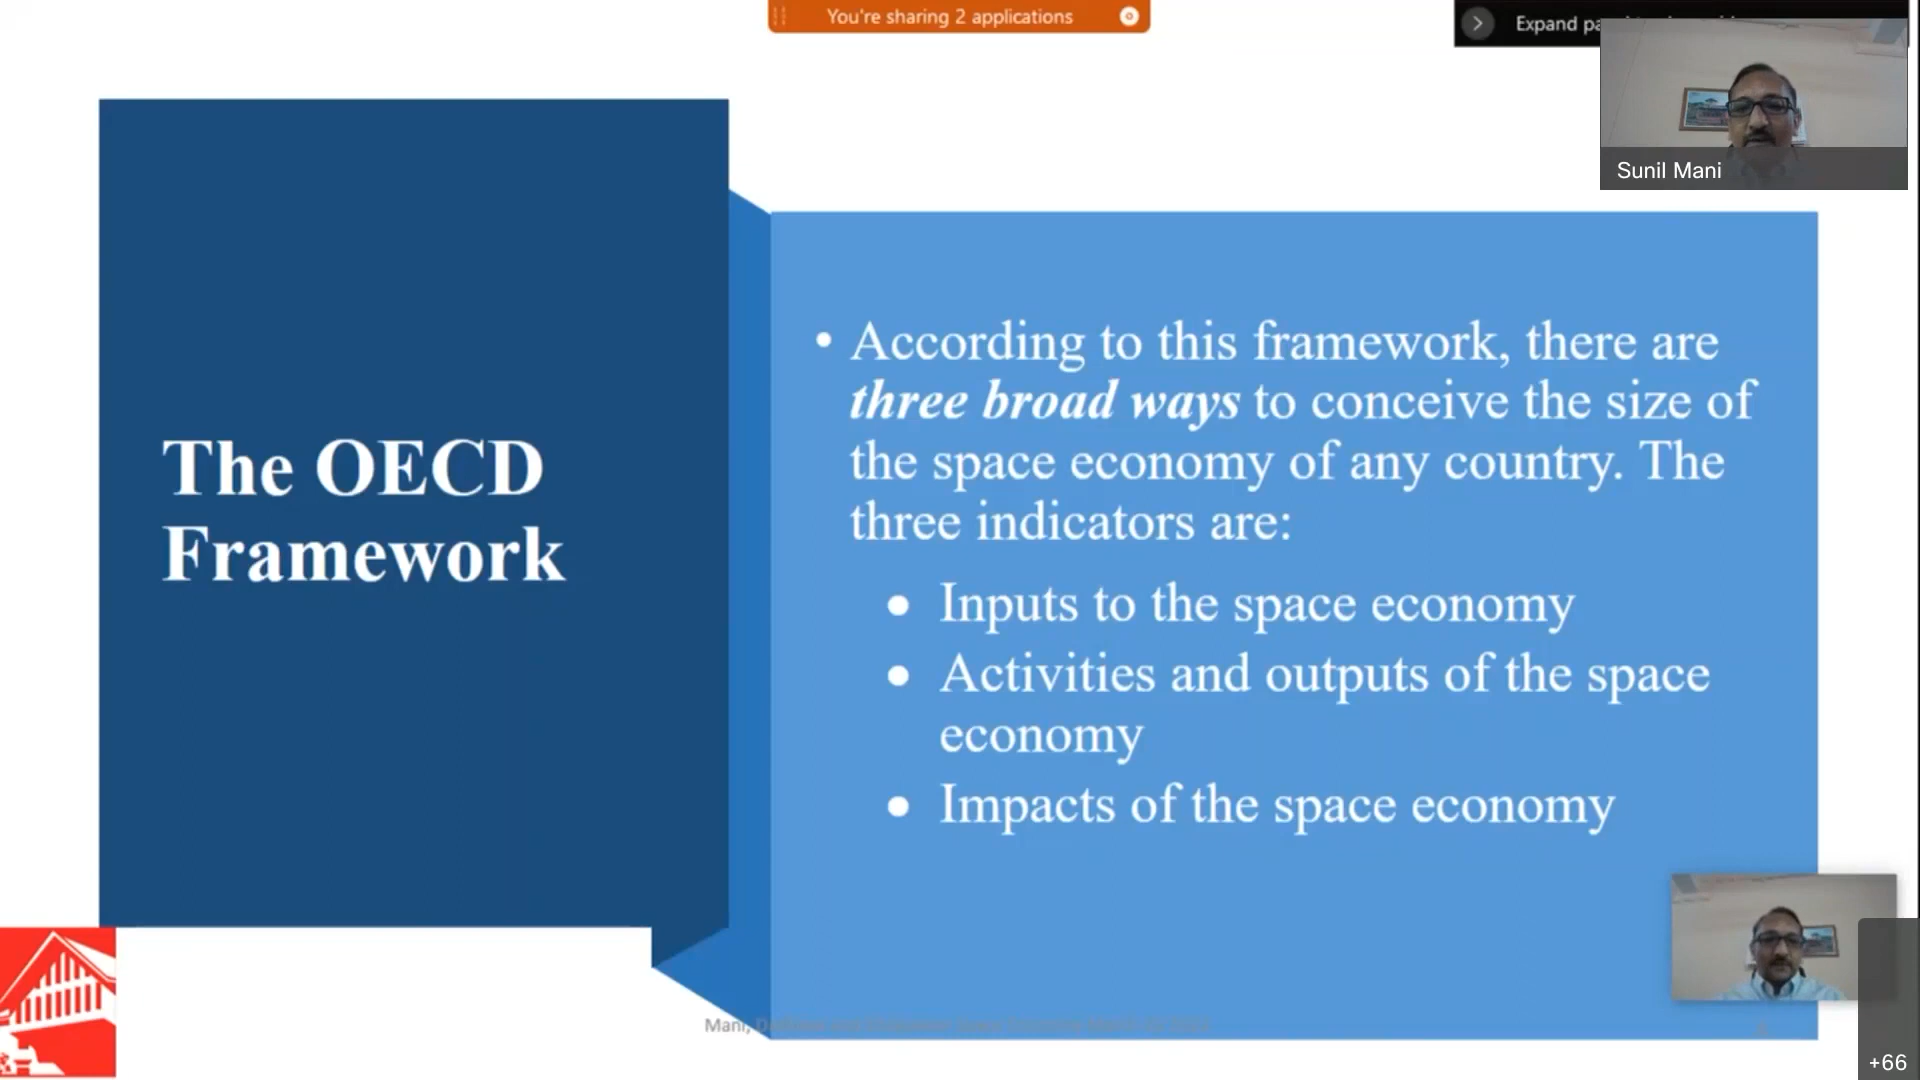 You're sharing 2 applications
Expand pa
Sunil Mani
The OECD
Framework
• According to this framework, there are
three broad ways to conceive the size of
the space economy of any country. The
three indicators are:
● Inputs to the space economy
● Activities and outputs of the space
economy
● Impacts of the space economy
Mani,
+66